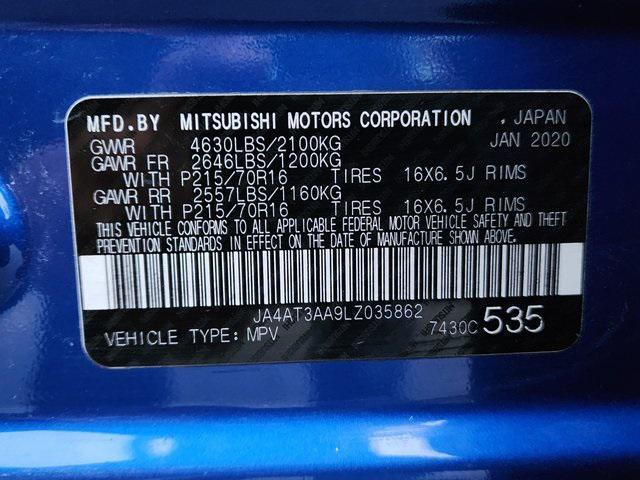 MFD.BY MITSUBISHI MOTORS CORPORATION , JAPAN
GVWR 4630LBS/2100KG JAN 2020
GAWR FR 2646LBS/1200KG
WITH P215/70R16 TIRES 16X6.5J RIMS
GAWR RR 2557LBS/1160KG
WITH P215/70R16 TIRES 16X6.5J RIMS
THIS VEHICLE CONFORMS TO ALL APPLICABLE FEDERAL MOTOR VEHICLE SAFETY AND THEFT
PREVENTION STANDARDS IN EFFECT ON THE DATE OF MANUFACTURE SHOWN ABOVE.
JA4AT3AA9LZ035862
VEHICLE TYPE: MPV 7430C 535